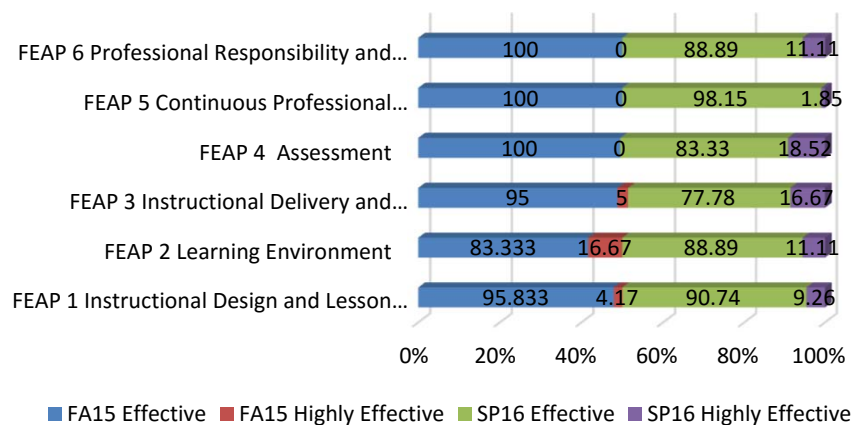 FEAP 6 Professional Responsibility and... 100 0 88.89 11.11
FEAP 5 Continuous Professional... 100 0 98.15 1.85
FEAP 4 Assessment 100 0 83.33 18.52
FEAP 3 Instructional Delivery and... 95 5 77.78 16.67
FEAP 2 Learning Environment 83.333 16.67 88.89 11.11
FEAP 1 Instructional Design and Lesson... 95.833 4.17 90.74 9.26
0% 20% 40% 60% 80% 100%
FA15 Effective FA15 Highly Effective SP16 Effective SP16 Highly Effective